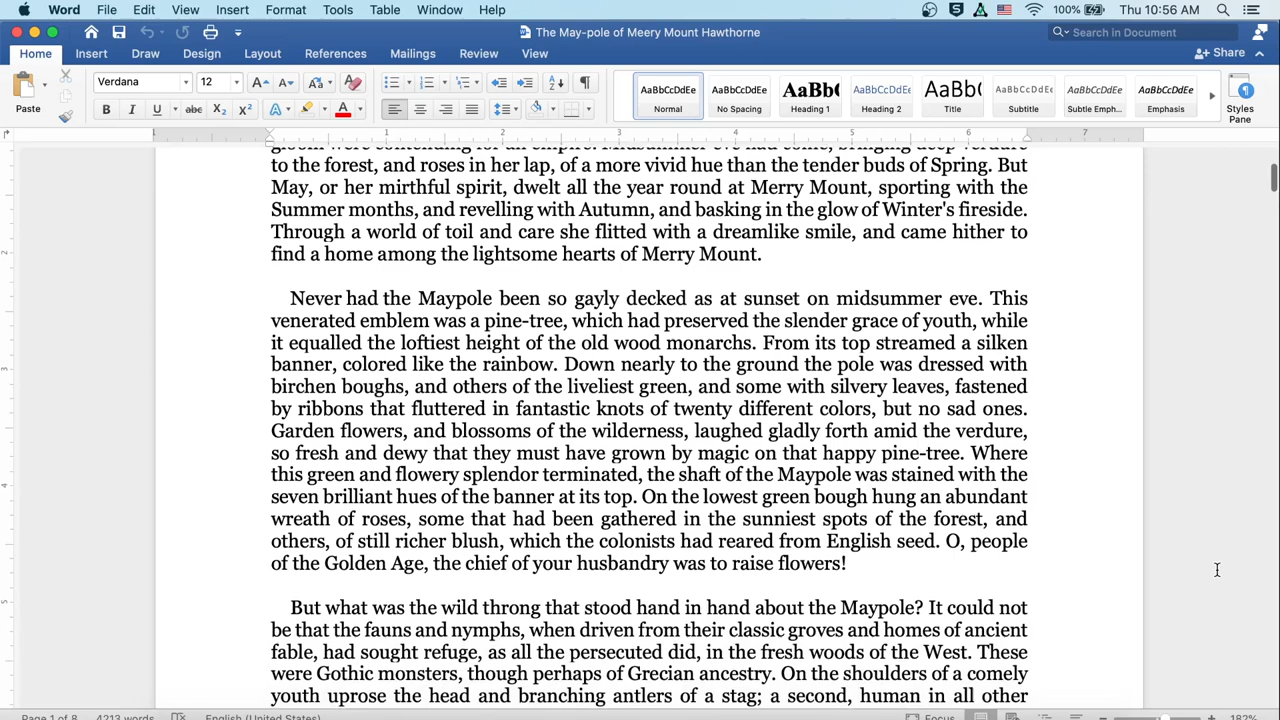 Word File Edit View Insert Format Tools Table Window Help 100% Thu 10:56 AM
The May-pole of Meery Mount Hawthorne
Search in Document
Home Insert Draw Design Layout References Mailings Review View Share
Verdana 12
Paste
AaBbCcDdEe AaBbCcDdEe AaBbC AaBbCcDdEe AaBbC AaBbCcDdEe AaBbCcDdEe AaBbCcDdEe
Normal No Spacing Heading 1 Heading 2 Title Subtitle Subtle Emph... Emphasis
Styles
Pane
1 1 2 3 4 5 6 7
to the forest, and roses in her lap, of a more vivid hue than the tender buds of Spring. But
May, or her mirthful spirit, dwelt all the year round at Merry Mount, sporting with the
Summer months, and revelling with Autumn, and basking in the glow of Winter's fireside.
Through a world of toil and care she flitted with a dreamlike smile, and came hither to
find a home among the lightsome hearts of Merry Mount.
Never had the Maypole been so gayly decked as at sunset on midsummer eve. This
venerated emblem was a pine-tree, which had preserved the slender grace of youth, while
it equalled the loftiest height of the old wood monarchs. From its top streamed a silken
banner, colored like the rainbow. Down nearly to the ground the pole was dressed with
birchen boughs, and others of the liveliest green, and some with silvery leaves, fastened
by ribbons that fluttered in fantastic knots of twenty different colors, but no sad ones.
Garden flowers, and blossoms of the wilderness, laughed gladly forth amid the verdure,
so fresh and dewy that they must have grown by magic on that happy pine-tree. Where
this green and flowery splendor terminated, the shaft of the Maypole was stained with the
seven brilliant hues of the banner at its top. On the lowest green bough hung an abundant
wreath of roses, some that had been gathered in the sunniest spots of the forest, and
others, of still richer blush, which the colonists had reared from English seed. O, people
of the Golden Age, the chief of your husbandry was to raise flowers!
But what was the wild throng that stood hand in hand about the Maypole? It could not
be that the fauns and nymphs, when driven from their classic groves and homes of ancient
fable, had sought refuge, as all the persecuted did, in the fresh woods of the West. These
were Gothic monsters, though perhaps of Grecian ancestry. On the shoulders of a comely
youth uprose the head and branching antlers of a stag; a second, human in all other
Page 1 of 8 4213 words English (United States) Focus 182%